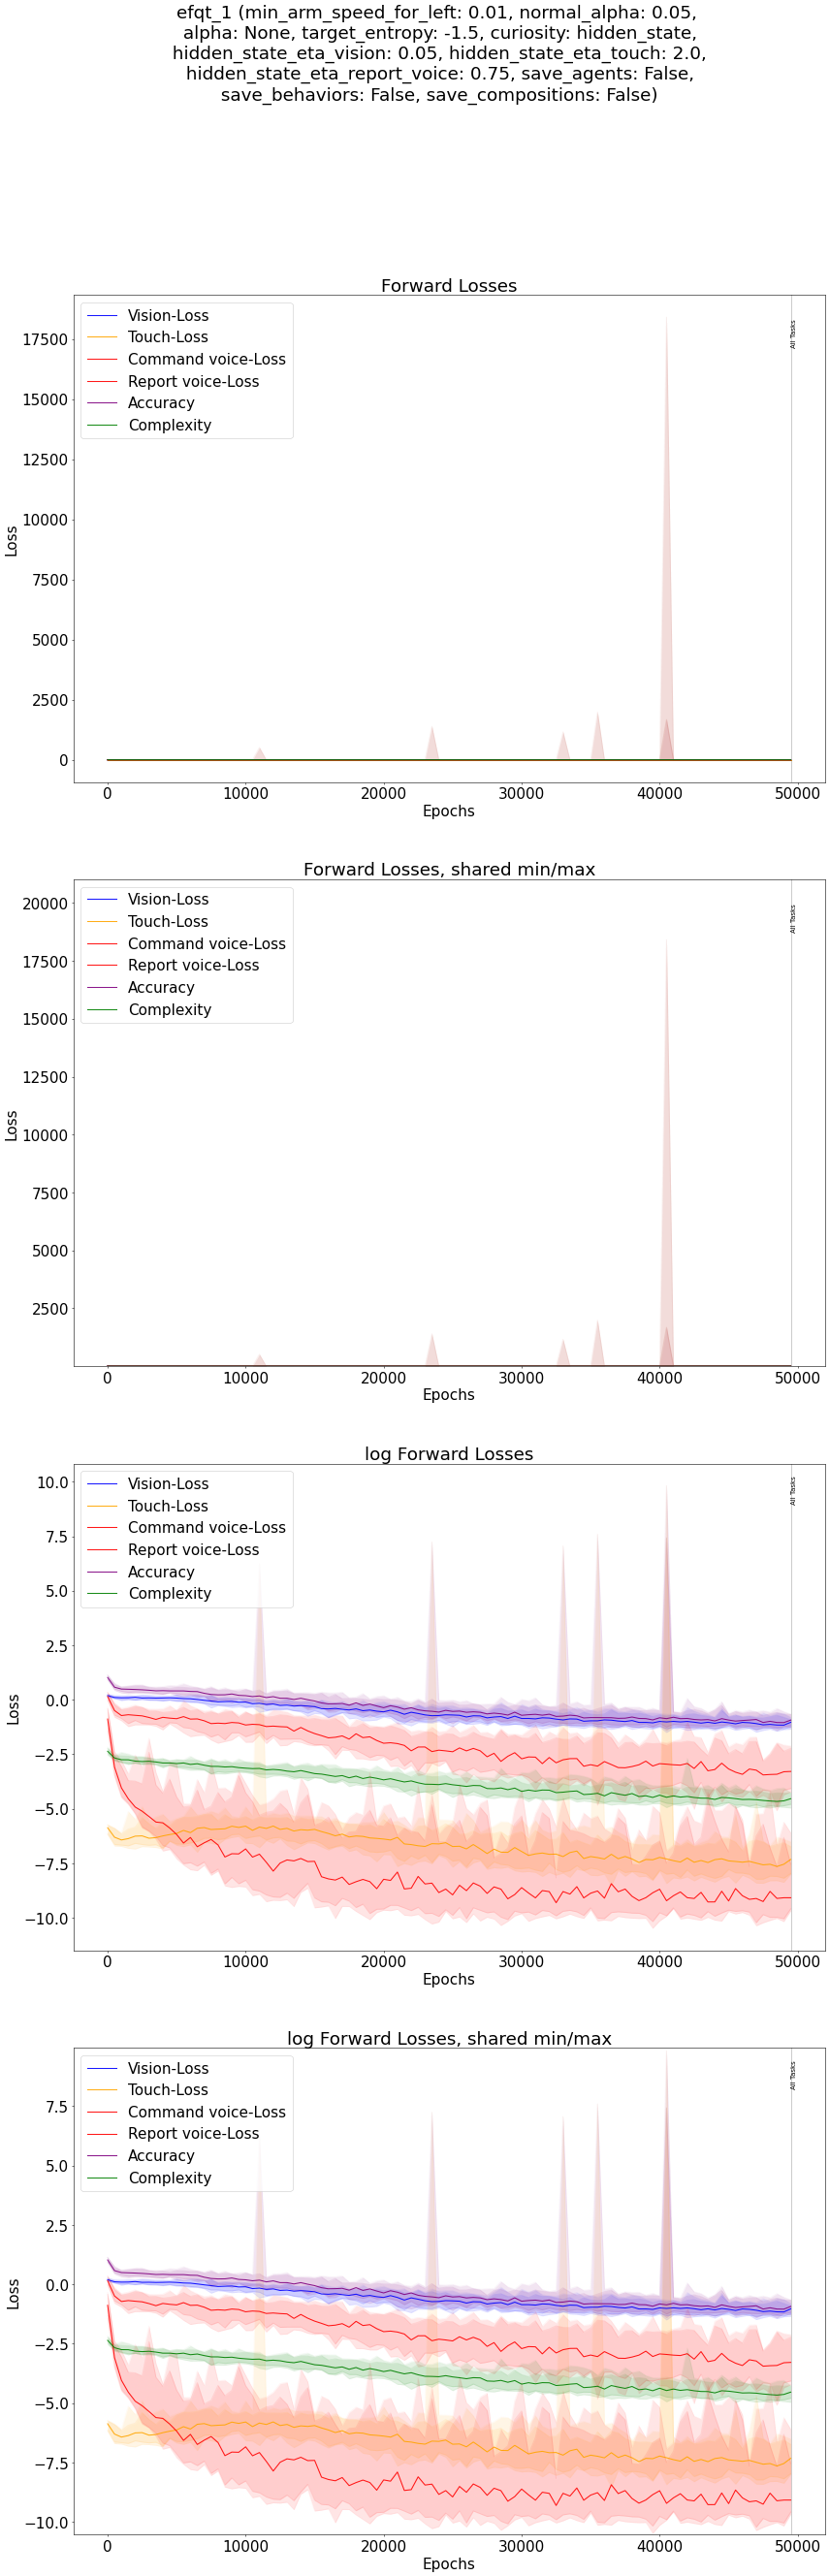 efqt_1 (min_arm_speed_for_left: 0.01, normal_alpha: 0.05,
alpha: None, target_entropy: -1.5, curiosity: hidden_state,
hidden_state_eta_vision: 0.05, hidden_state_eta_touch: 2.0,
hidden_state_eta_report_voice: 0.75, save_agents: False,
save_behaviors: False, save_compositions: False)
Forward Losses
Vision-Loss
Touch-Loss
Command voice-Loss
Report voice-Loss
Accuracy
Complexity
All Tasks
17500
15000
12500
10000
7500
5000
2500
0
Loss
0 10000 20000 30000 40000 50000
Epochs
Forward Losses, shared min/max
Vision-Loss
Touch-Loss
Command voice-Loss
Report voice-Loss
Accuracy
Complexity
All Tasks
20000
17500
15000
12500
10000
7500
5000
2500
Loss
0 10000 20000 30000 40000 50000
Epochs
log Forward Losses
Vision-Loss
Touch-Loss
Command voice-Loss
Report voice-Loss
Accuracy
Complexity
All Tasks
10.0
7.5
5.0
2.5
0.0
−2.5
−5.0
−7.5
−10.0
Loss
0 10000 20000 30000 40000 50000
Epochs
log Forward Losses, shared min/max
Vision-Loss
Touch-Loss
Command voice-Loss
Report voice-Loss
Accuracy
Complexity
All Tasks
7.5
5.0
2.5
0.0
−2.5
−5.0
−7.5
−10.0
Loss
0 10000 20000 30000 40000 50000
Epochs